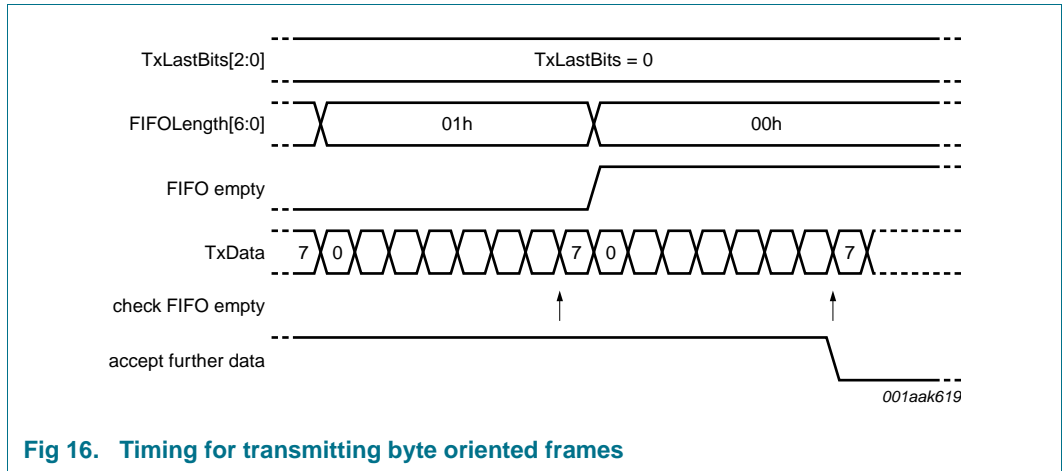 TxLastBits[2:0] TxLastBits = 0
FIFOLength[6:0] 01h 00h
FIFO empty
TxData 7 0 7 0 7
check FIFO empty
accept further data
001aak619
Fig 16. Timing for transmitting byte oriented frames